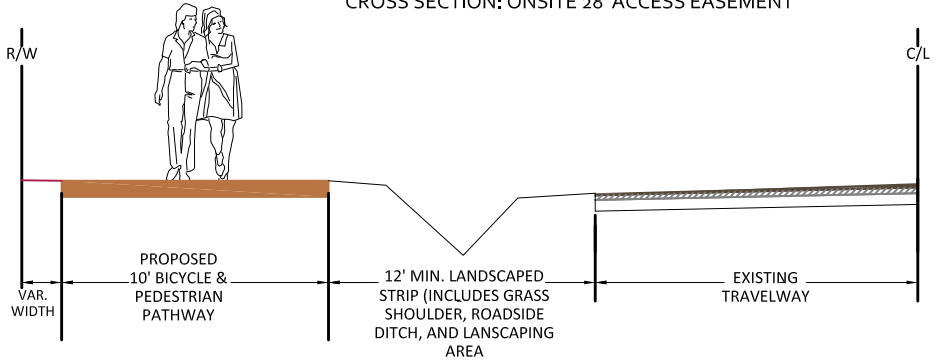 CROSS SECTION: ONSITE 28' ACCESS EASEMENT
R/W
C/L
VAR.
WIDTH
PROPOSED
10' BICYCLE &
PEDESTRIAN
PATHWAY
12' MIN. LANDSCAPED
STRIP (INCLUDES GRASS
SHOULDER, ROADSIDE
DITCH, AND LANSCAPING
AREA
EXISTING
TRAVELWAY